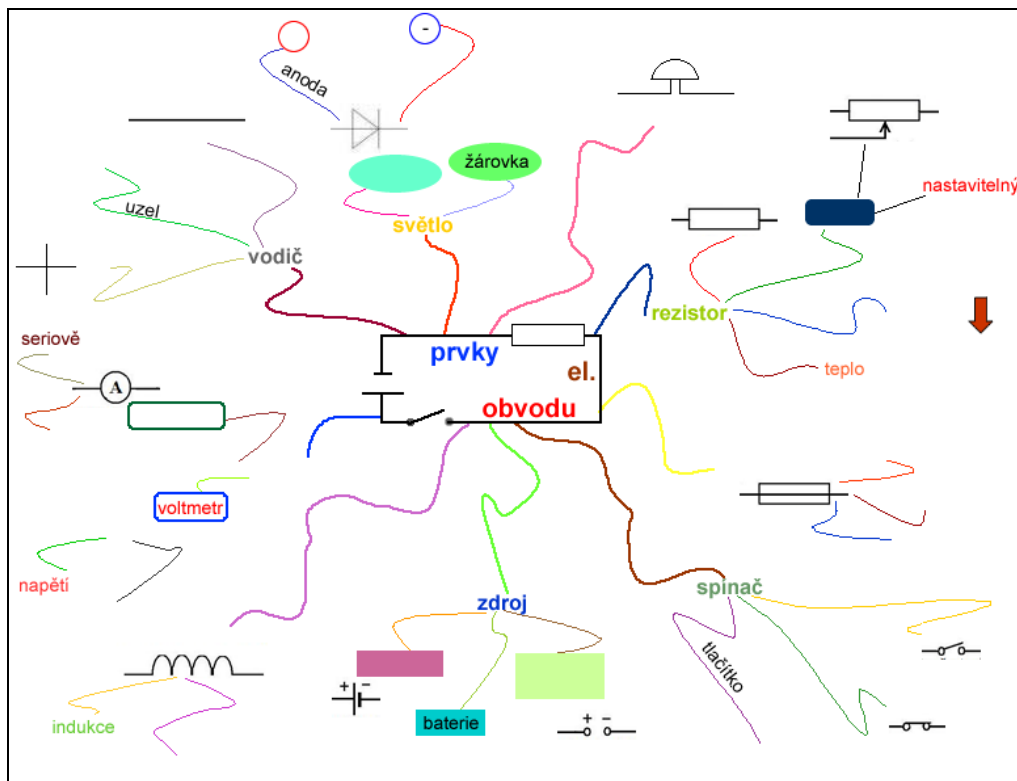 -
anoda
žárovka
nastavitelný
uzel
světlo
vodič
rezistor
seriově
prvky
teplo
el.
A
obvodu
voltmetr
napětí
spínač
zdroj
tlačítko
+ −
indukce
baterie
+ −